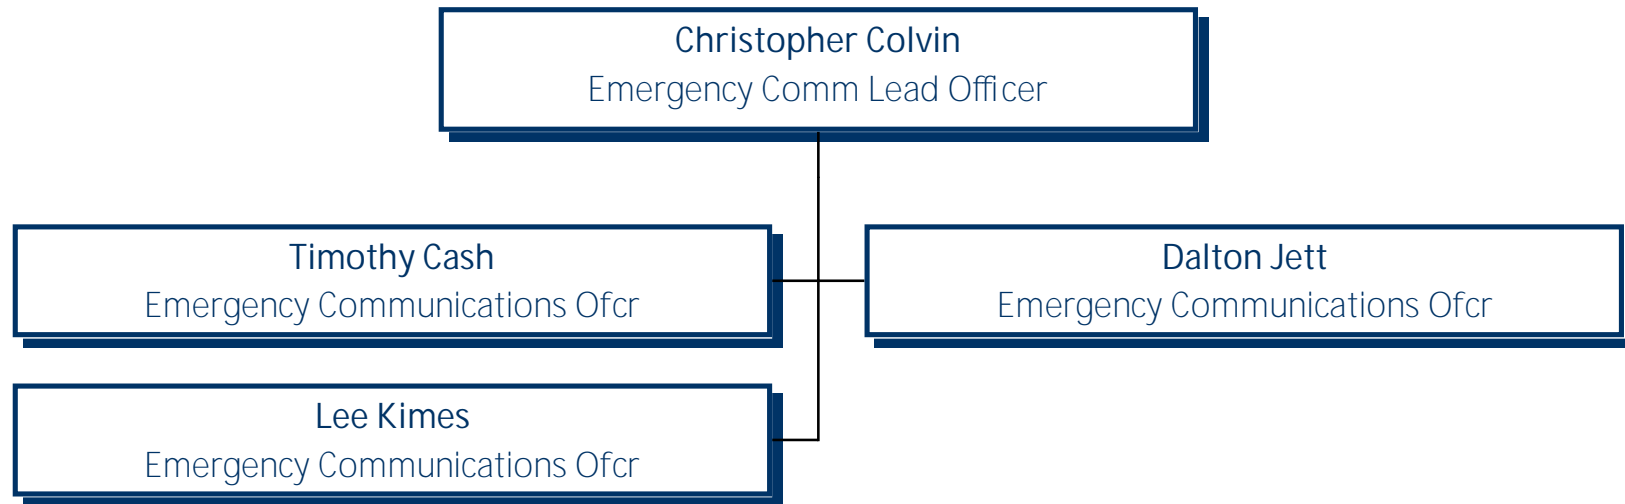 Christopher Colvin
Emergency Comm Lead Officer
Timothy Cash
Emergency Communications Ofcr
Dalton Jett
Emergency Communications Ofcr
Lee Kimes
Emergency Communications Ofcr